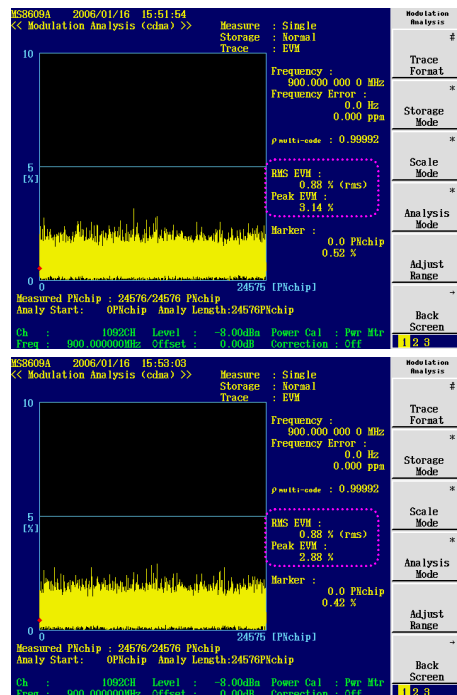 MS8609A 2006/01/16 15:51:54
<< Modulation Analysis (cdma) >>
Measure : Single
Storage : Normal
Trace : EVM
Modulation
Analysis
#
Trace
Format
*
Storage
Mode
*
Scale
Mode
*
Analysis
Mode
Adjust
Range
→
Back
Screen
1 2 3
10
5
[%]
0
0
24575 [PNchip]
Frequency :
900.000 000 0 MHz
Frequency Error :
0.0 Hz
0.000 ppm
ρmulti-code : 0.99992
RMS EVM :
0.88 % (rms)
Peak EVM :
3.14 %
Marker :
0.0 PNchip
0.52 %
Measured PNchip : 24576/24576 PNchip
Analy Start: 0PNchip Analy Length:24576PNchip
Ch : 1092CH Level : -8.00dBm Power Cal : Pwr Mtr
Freq : 900.000000MHz Offset : 0.00dB Correction : Off
MS8609A 2006/01/16 15:53:03
<< Modulation Analysis (cdma) >>
Measure : Single
Storage : Normal
Trace : EVM
Modulation
Analysis
#
Trace
Format
*
Storage
Mode
*
Scale
Mode
*
Analysis
Mode
Adjust
Range
→
Back
Screen
1 2 3
10
5
[%]
0
0
24575 [PNchip]
Frequency :
900.000 000 0 MHz
Frequency Error :
0.0 Hz
0.000 ppm
ρmulti-code : 0.99992
RMS EVM :
0.88 % (rms)
Peak EVM :
2.88 %
Marker :
0.0 PNchip
0.42 %
Measured PNchip : 24576/24576 PNchip
Analy Start: 0PNchip Analy Length:24576PNchip
Ch : 1092CH Level : -8.00dBm Power Cal : Pwr Mtr
Freq : 900.000000MHz Offset : 0.00dB Correction : Off